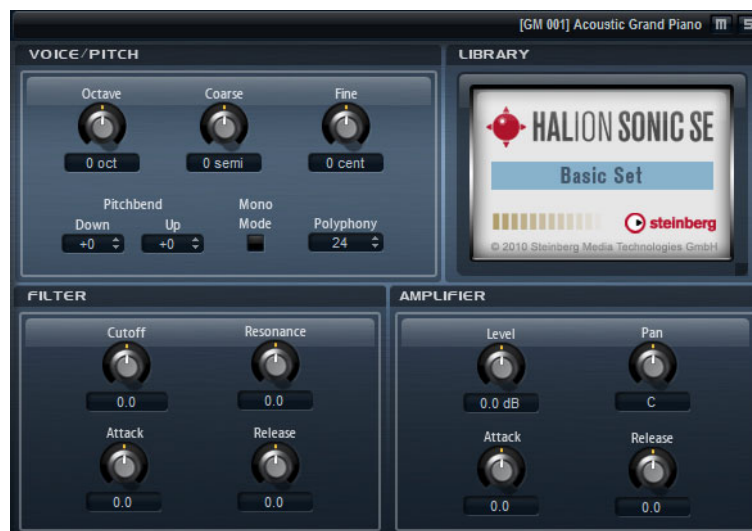 [GM 001] Acoustic Grand Piano M S
VOICE/PITCH
Octave Coarse Fine
0 oct 0 semi 0 cent
Pitchbend Mono
Down Up Mode Polyphony
+0 +0 24
LIBRARY
HALION SONIC SE
Basic Set
steinberg
© 2010 Steinberg Media Technologies GmbH
FILTER
Cutoff Resonance
0.0 0.0
Attack Release
0.0 0.0
AMPLIFIER
Level Pan
0.0 dB C
Attack Release
0.0 0.0